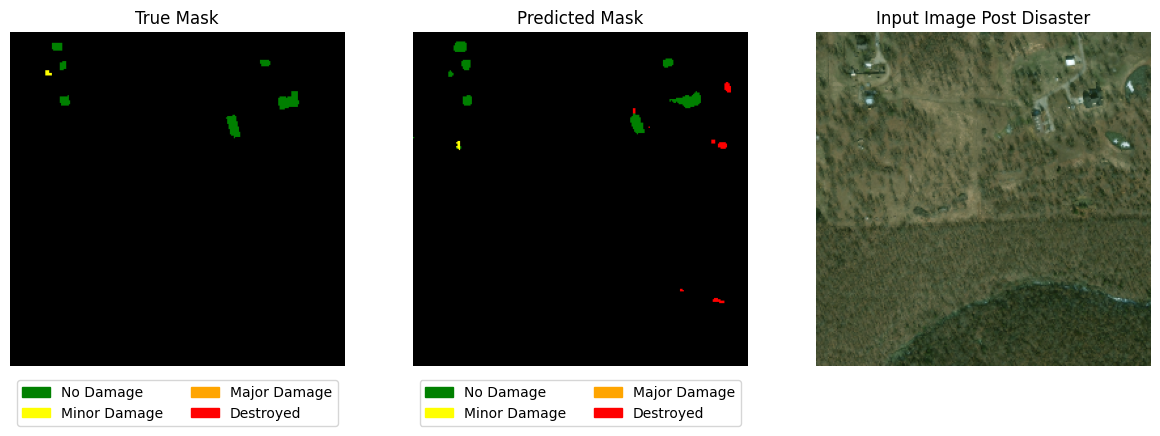 True Mask
Predicted Mask
Input Image Post Disaster
No Damage
Major Damage
Minor Damage
Destroyed
No Damage
Major Damage
Minor Damage
Destroyed